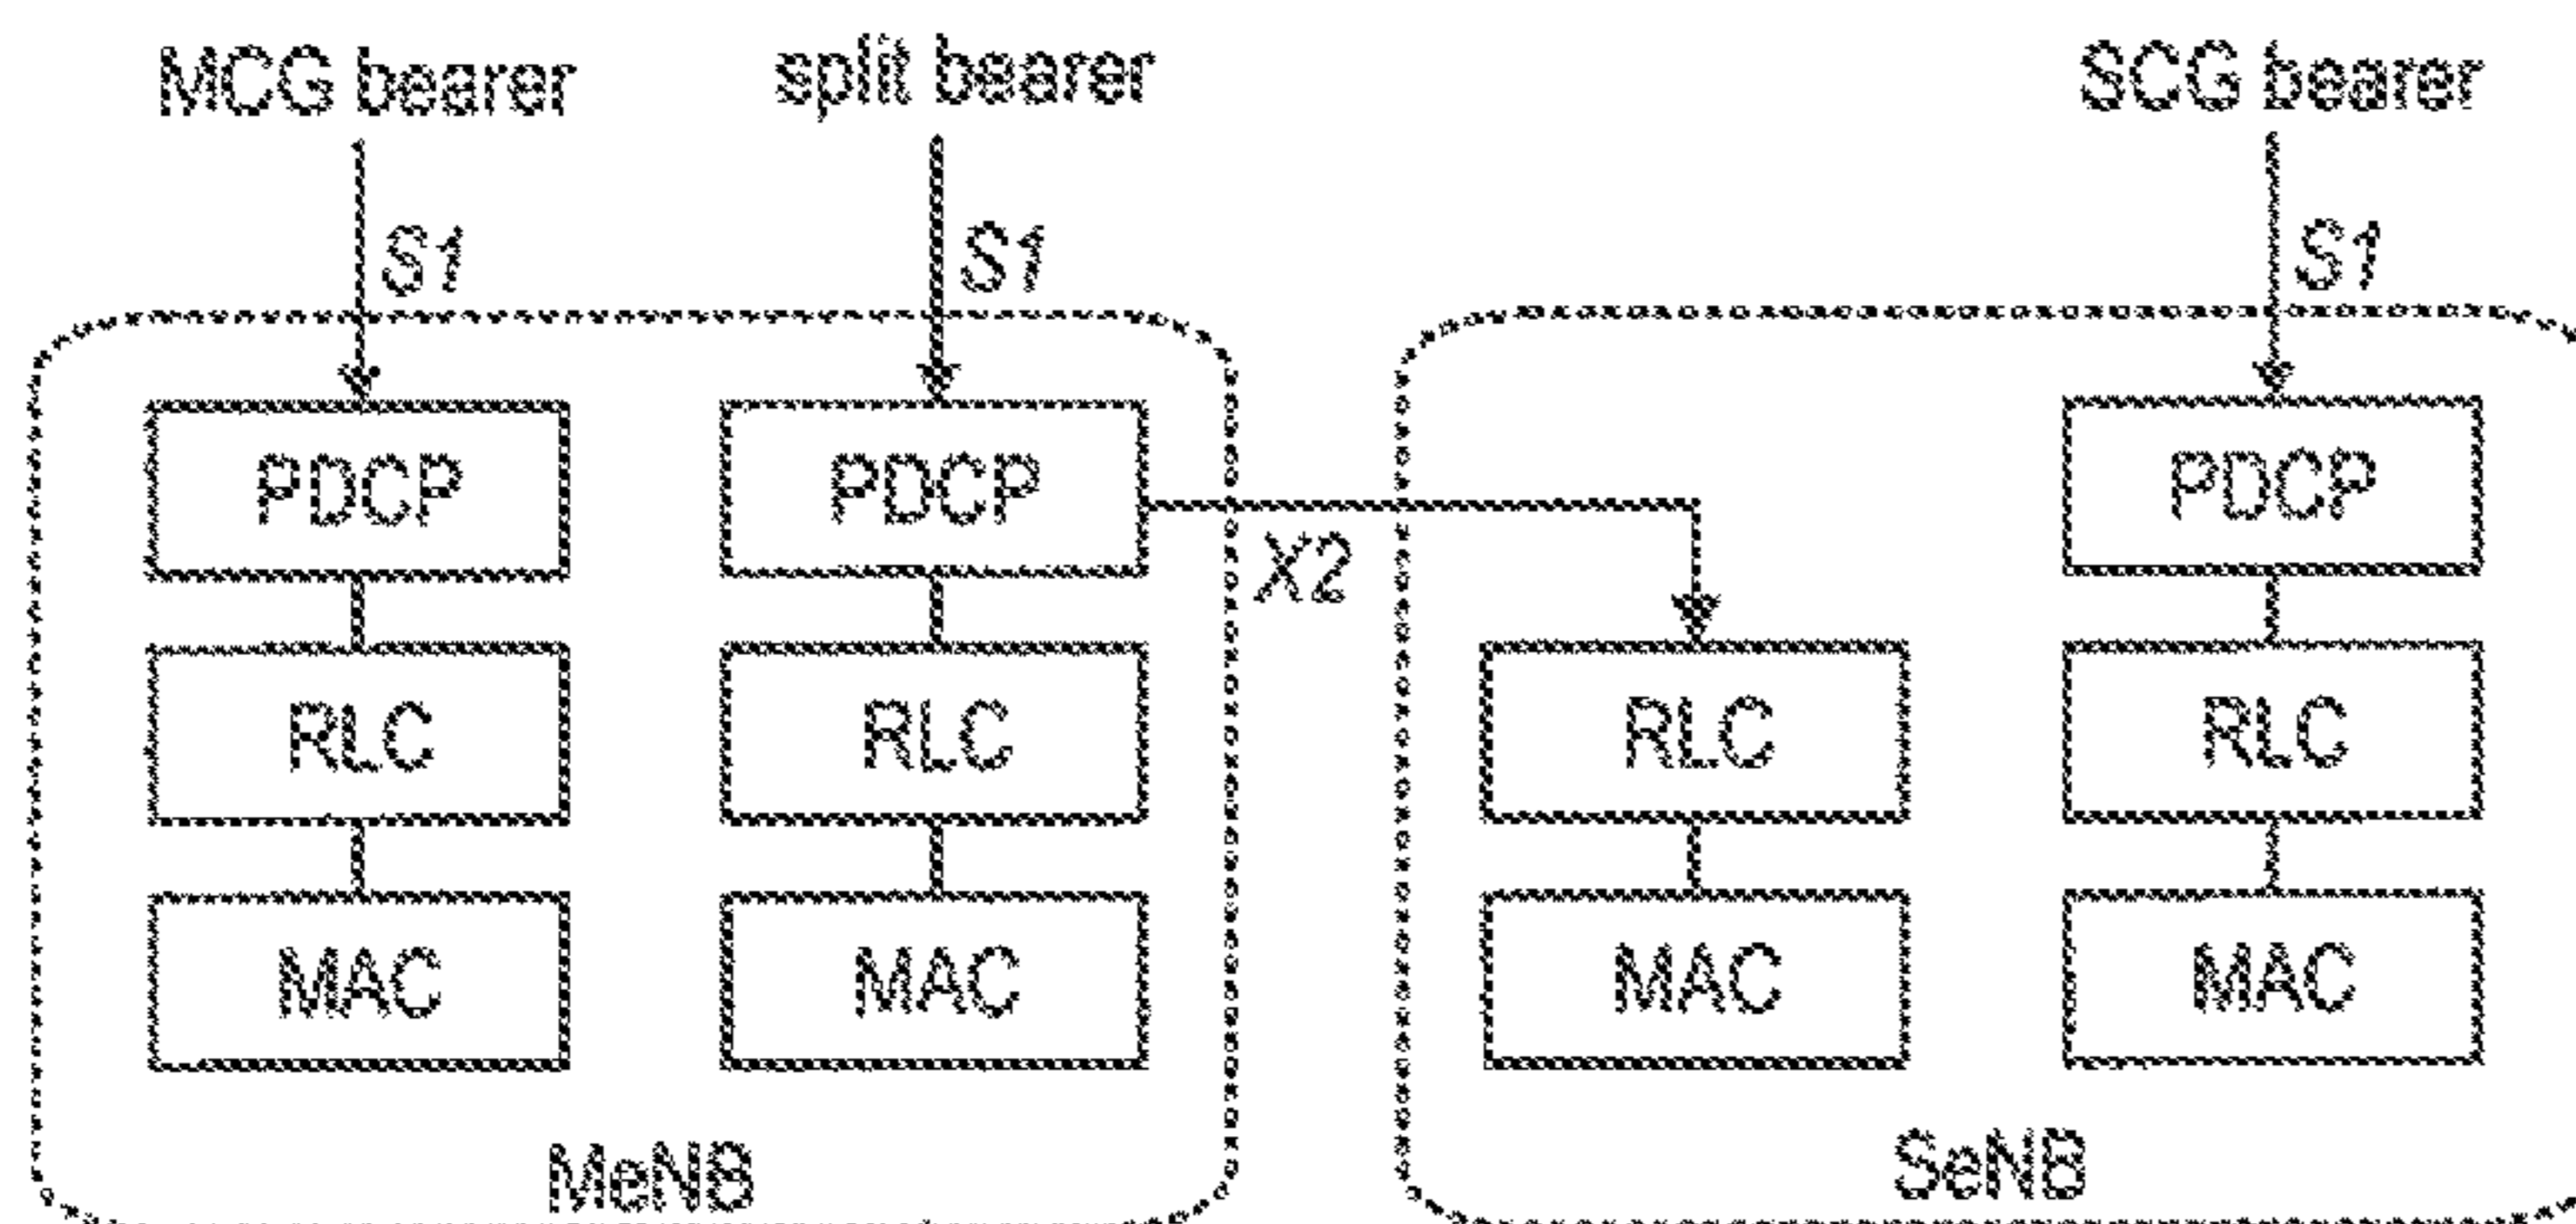 MCG bearer split bearer SCG bearer
S1 S1 S1
PDCP PDCP PDCP
X2
RLC RLC RLC RLC
MAC MAC MAC MAC
MeNB SeNB